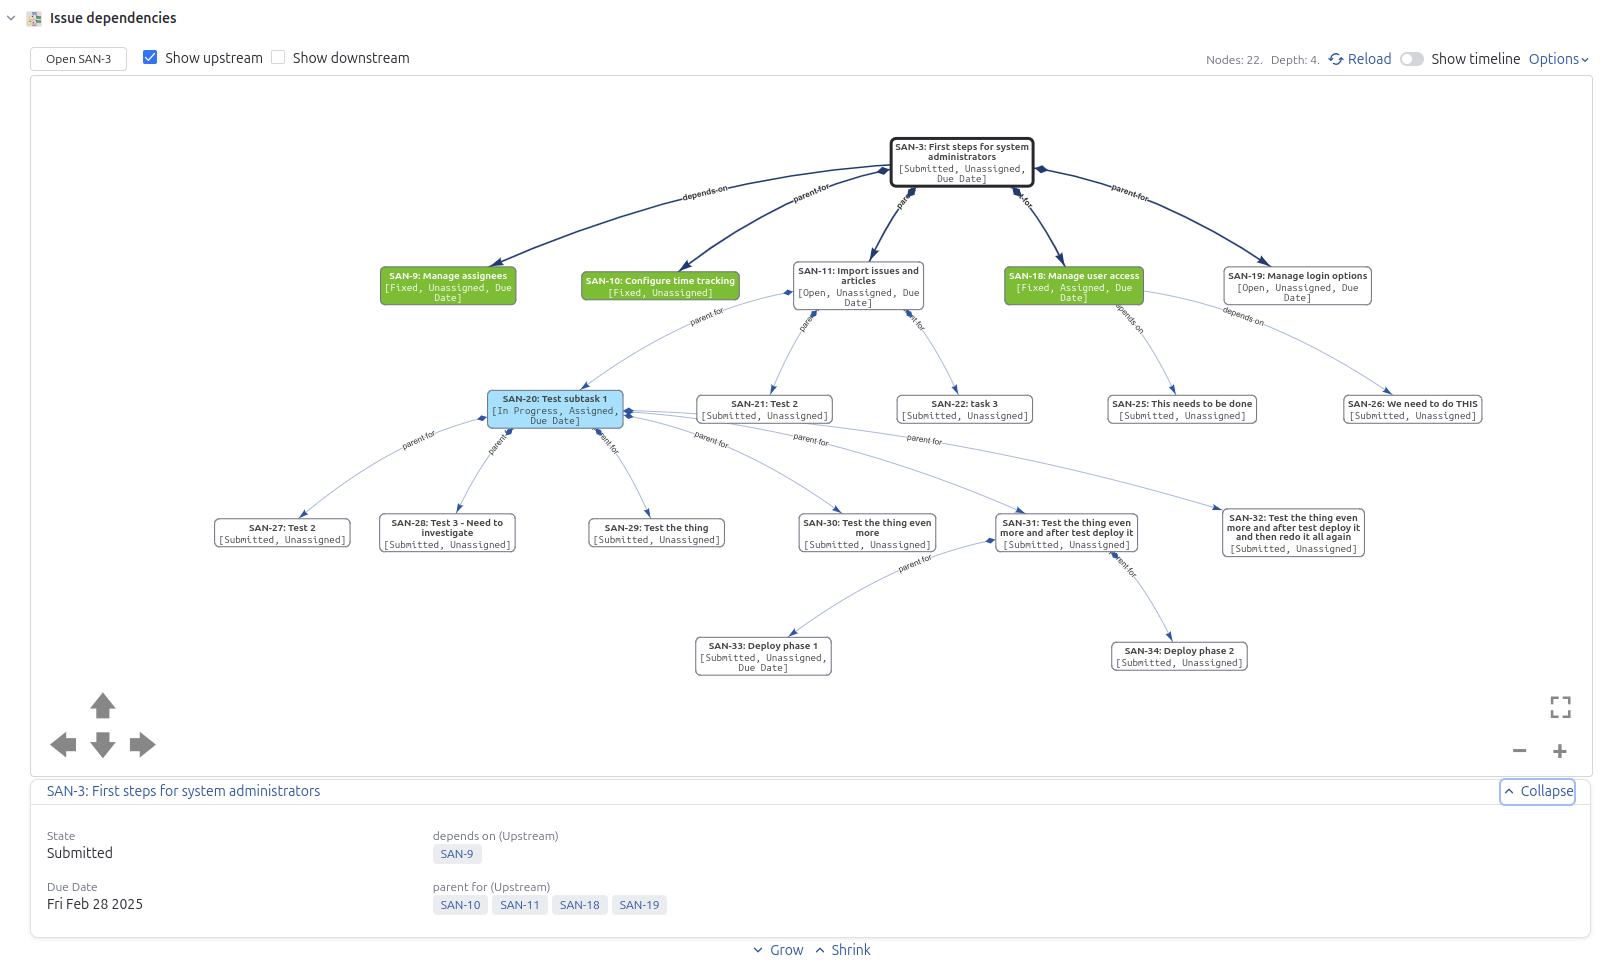 Issue dependencies
Open SAN-3
Show upstream
Show downstream
Nodes: 22. Depth: 4.
Reload
Show timeline
Options
SAN-3: First steps for system
administrators
[Submitted, Unassigned,
Due Date]
depends on
parent for
parent for
SAN-9: Manage assignees
[Fixed, Unassigned, Due
Date]
SAN-10: Configure time tracking
[Fixed, Unassigned]
SAN-11: Import issues and
articles
[Open, Unassigned, Due
Date]
SAN-18: Manage user access
[Fixed, Assigned, Due
Date]
SAN-19: Manage login options
[Open, Unassigned, Due
Date]
parent for
depends on
depends on
SAN-20: Test subtask 1
[In Progress, Assigned,
Due Date]
SAN-21: Test 2
[Submitted, Unassigned]
SAN-22: task 3
[Submitted, Unassigned]
SAN-25: This needs to be done
[Submitted, Unassigned]
SAN-26: We need to do THIS
[Submitted, Unassigned]
parent for
parent for
parent for
parent for
parent for
SAN-27: Test 2
[Submitted, Unassigned]
SAN-28: Test 3 - Need to
investigate
[Submitted, Unassigned]
SAN-29: Test the thing
[Submitted, Unassigned]
SAN-30: Test the thing even
more
[Submitted, Unassigned]
SAN-31: Test the thing even
more and after test deploy it
[Submitted, Unassigned]
SAN-32: Test the thing even
more and after test deploy it
and then redo it all again
[Submitted, Unassigned]
parent for
parent for
SAN-33: Deploy phase 1
[Submitted, Unassigned,
Due Date]
SAN-34: Deploy phase 2
[Submitted, Unassigned]
SAN-3: First steps for system administrators
Collapse
State
Submitted
Due Date
Fri Feb 28 2025
depends on (Upstream)
SAN-9
parent for (Upstream)
SAN-10 SAN-11 SAN-18 SAN-19
Grow
Shrink